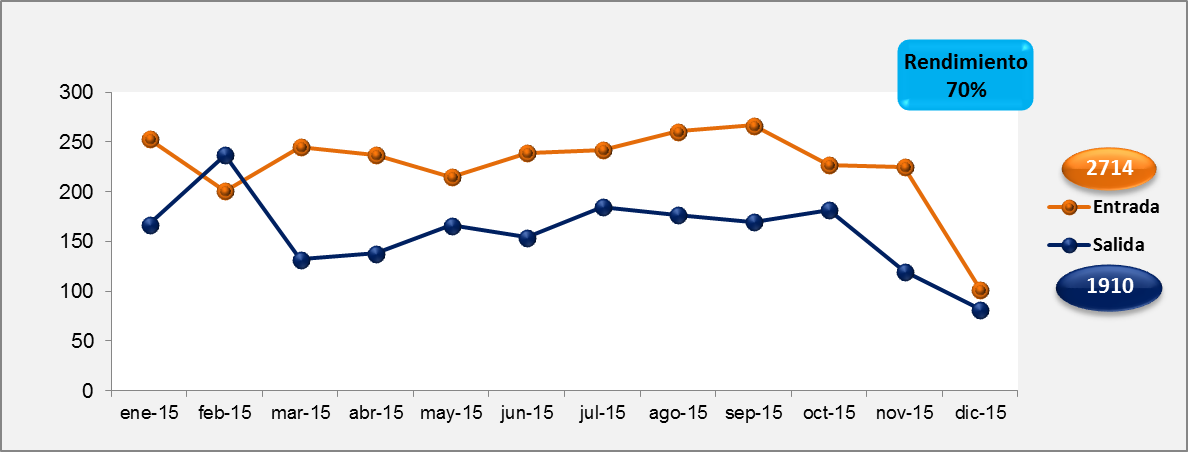 Rendimiento
70%
300
250
200
150
100
50
0
ene-15 feb-15 mar-15 abr-15 may-15 jun-15 jul-15 ago-15 sep-15 oct-15 nov-15 dic-15
2714
Entrada
Salida
1910